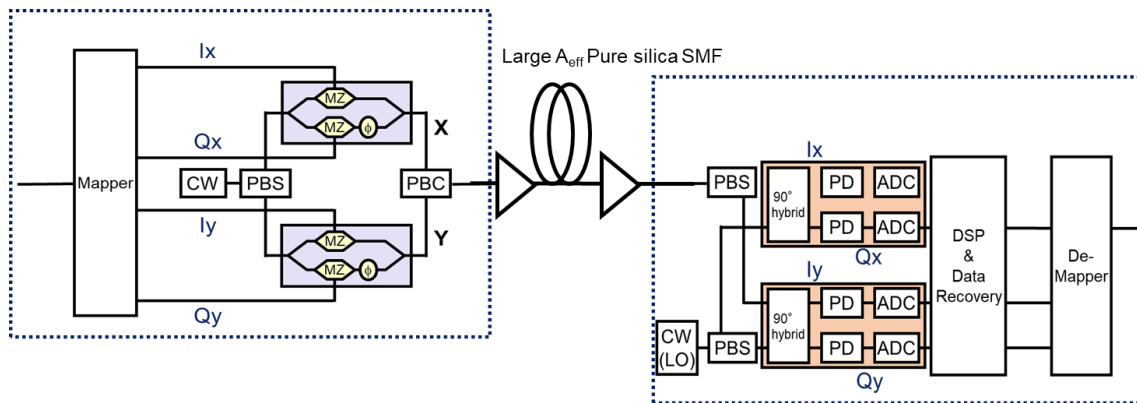 Large Aeff Pure silica SMF
Ix
MZ
MZ
ϕ
X
Qx
Mapper
CW
PBS
PBC
Iy
Y
MZ
MZ
ϕ
Qy
Ix
PBS
90° hybrid
PD
ADC
PD
ADC
Qx
Iy
90° hybrid
PD
ADC
PD
ADC
Qy
CW
(LO)
PBS
DSP
&
Data
Recovery
De-
Mapper